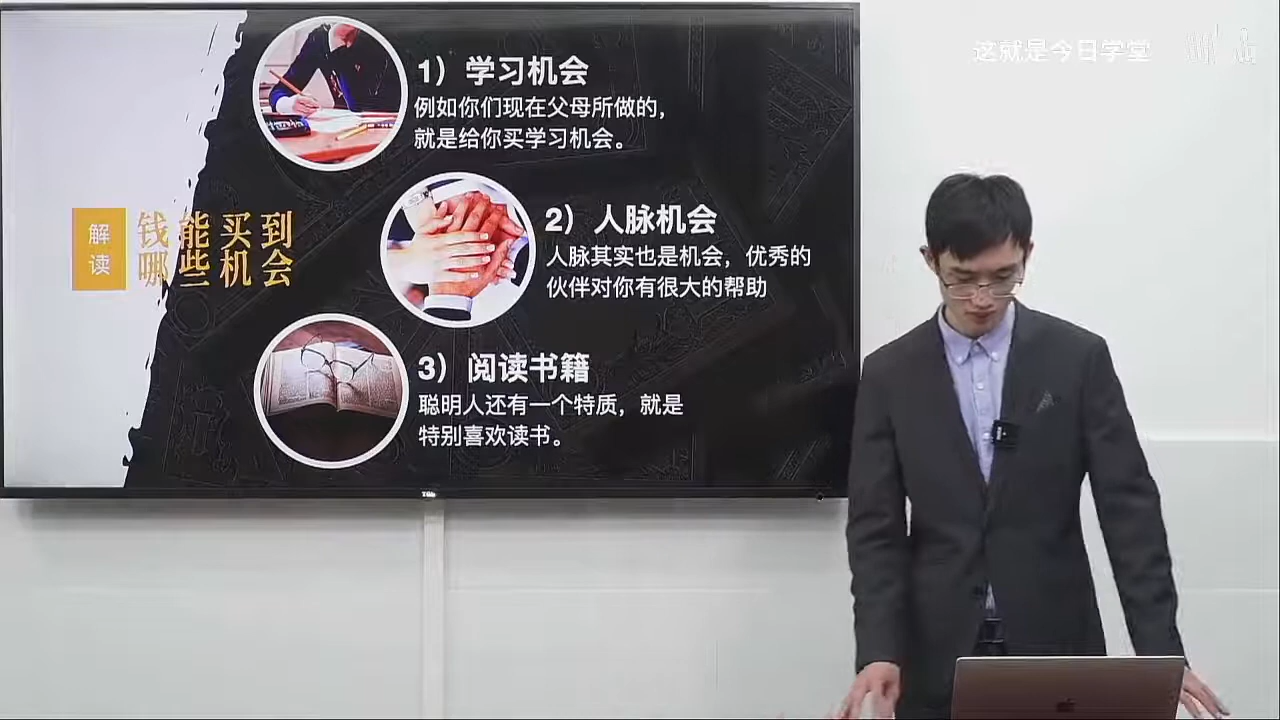 这就是今日学堂
1）学习机会
例如你们现在父母所做的，
就是给你买学习机会。
解读
钱能买到
哪些机会
2）人脉机会
人脉其实也是机会，优秀的
伙伴对你有很大的帮助
3）阅读书籍
聪明人还有一个特质，就是
特别喜欢读书。